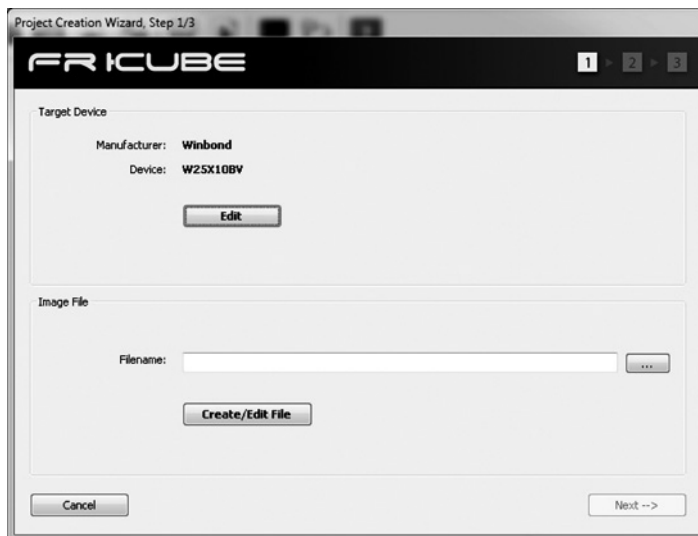 Project Creation Wizard, Step 1/3
FRICUBE
1 2 3
Target Device
Manufacturer: Winbond
Device: W25X10BV
Edit
Image File
Filename:
...
Create/Edit File
Cancel
Next -->